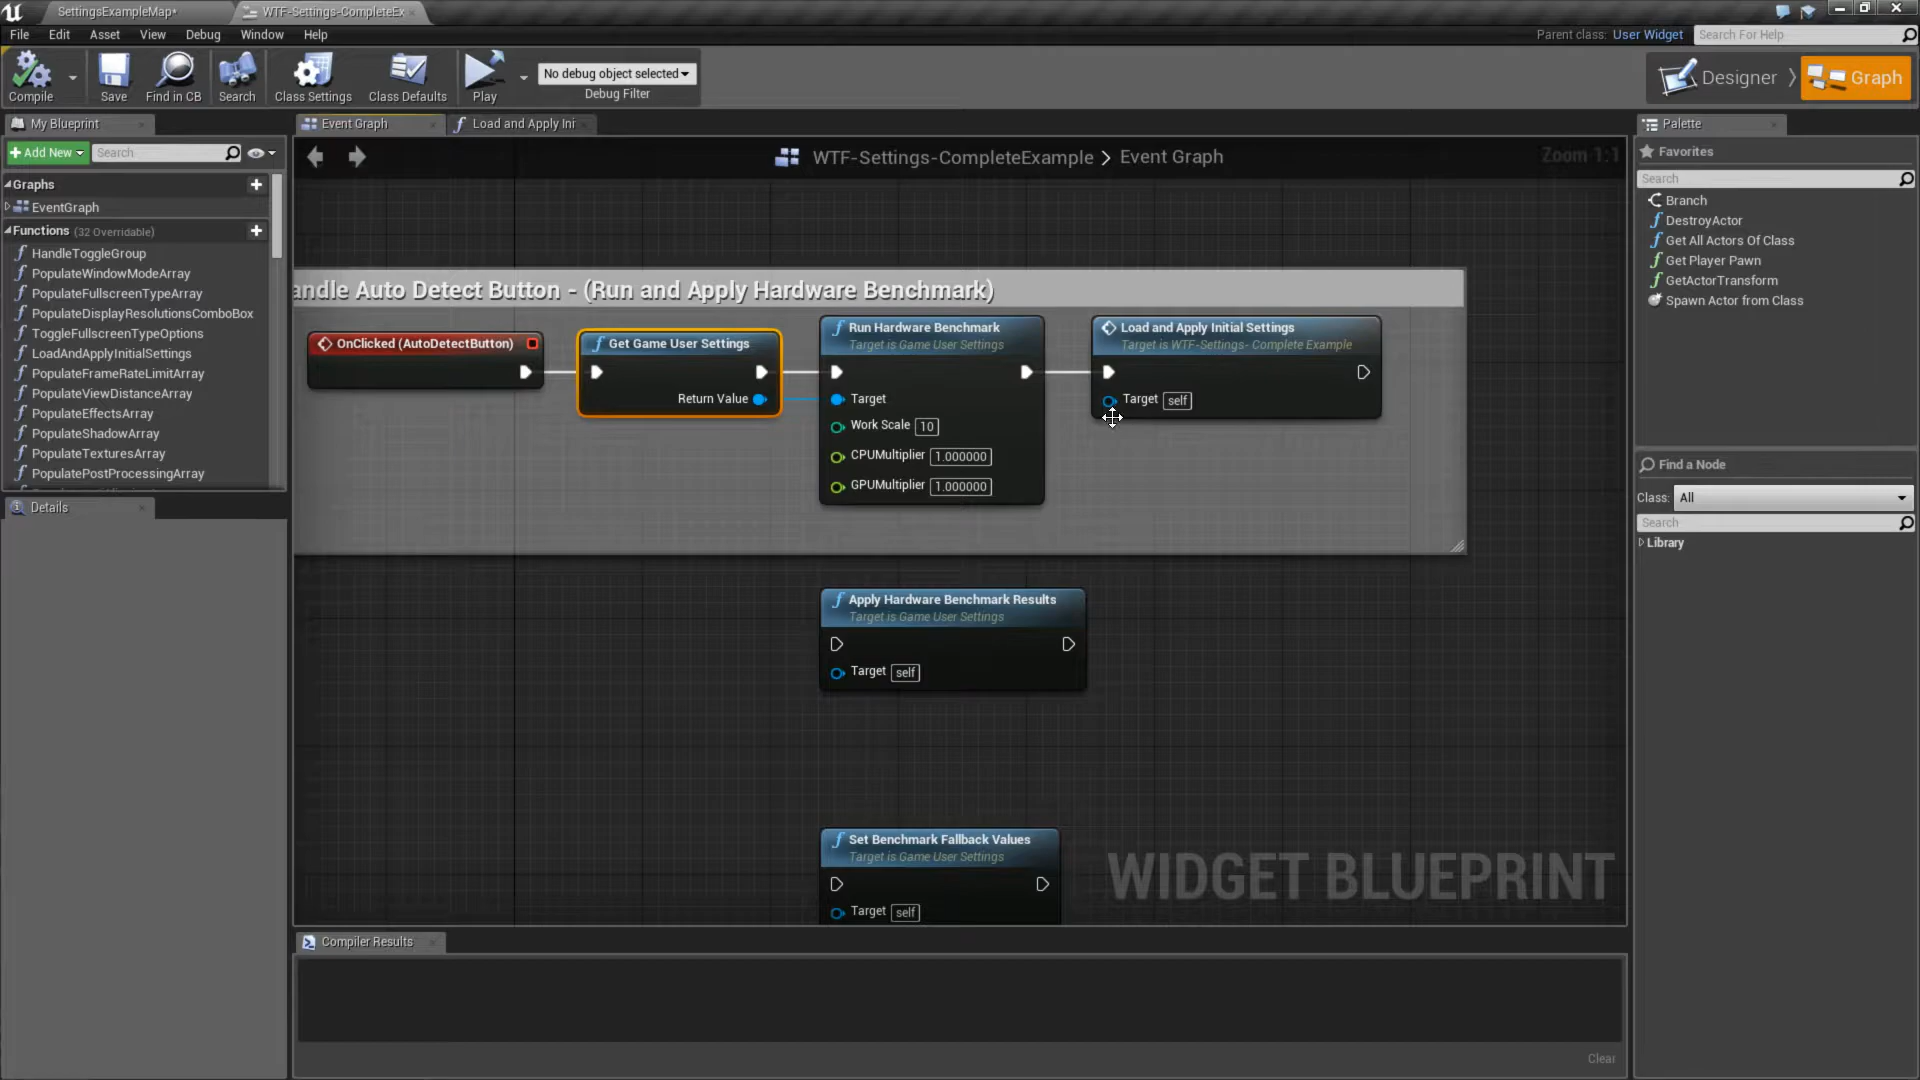 SettingsExampleMap*
WTF-Settings-CompleteEx
File Edit Asset View Debug Window Help
Parent class: User Widget
Search For Help
Compile
Save
Find in CB
Search
Class Settings
Class Defaults
Play
No debug object selected
Debug Filter
Designer
Graph
My Blueprint
+Add New
Search
Graphs
EventGraph
Functions (32 Overridable)
HandleToggleGroup
PopulateWindowModeArray
PopulateFullscreenTypeArray
PopulateDisplayResolutionsComboBox
ToggleFullscreenTypeOptions
LoadAndApplyInitialSettings
PopulateFrameRateLimitArray
PopulateViewDistanceArray
PopulateEffectsArray
PopulateShadowArray
PopulateTexturesArray
PopulatePostProcessingArray
Details
Event Graph
Load and Apply Ini
WTF-Settings-CompleteExample > Event Graph
Zoom 1:1
andle Auto Detect Button - (Run and Apply Hardware Benchmark)
OnClicked (AutoDetectButton)
Get Game User Settings
Return Value
Run Hardware Benchmark
Target is Game User Settings
Target
Work Scale 10
CPUMultiplier 1.000000
GPUMultiplier 1.000000
Load and Apply Initial Settings
Target is WTF-Settings- Complete Example
Target self
Apply Hardware Benchmark Results
Target is Game User Settings
Target self
Set Benchmark Fallback Values
Target is Game User Settings
Target self
WIDGET BLUEPRINT
Compiler Results
Clear
Palette
Favorites
Search
Branch
DestroyActor
Get All Actors Of Class
Get Player Pawn
GetActorTransform
Spawn Actor from Class
Find a Node
Class: All
Search
Library